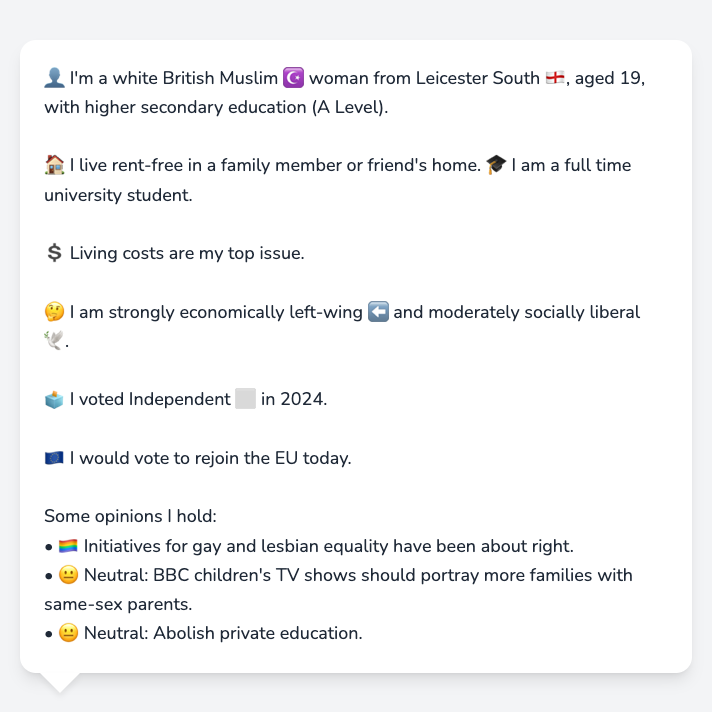 👤 I'm a white British Muslim ☪️ woman from Leicester South 🏴󠁧󠁢󠁥󠁮󠁧󠁿, aged 19,
with higher secondary education (A Level).
🏠 I live rent-free in a family member or friend's home. 🎓 I am a full time
university student.
💲 Living costs are my top issue.
🤔 I am strongly economically left-wing ⬅️ and moderately socially liberal
🕊️.
🗳️ I voted Independent ⬜ in 2024.
🇪🇺 I would vote to rejoin the EU today.
Some opinions I hold:
• 🏳️‍🌈 Initiatives for gay and lesbian equality have been about right.
• 😐 Neutral: BBC children's TV shows should portray more families with
same-sex parents.
• 😐 Neutral: Abolish private education.